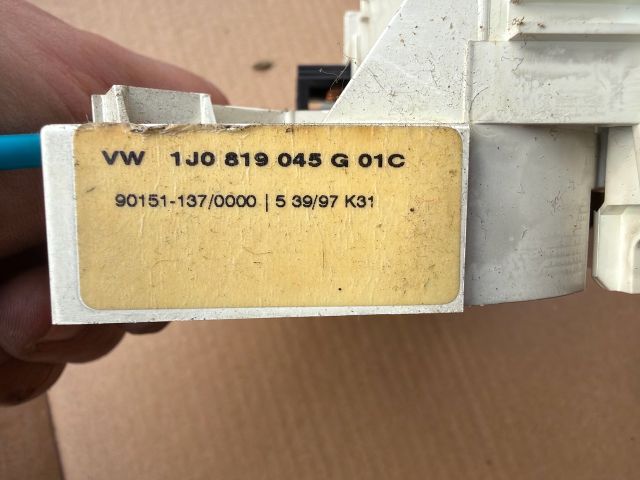 VW 1J0 819 045 G 01C
90151-137/0000 | 5 39/97 K31